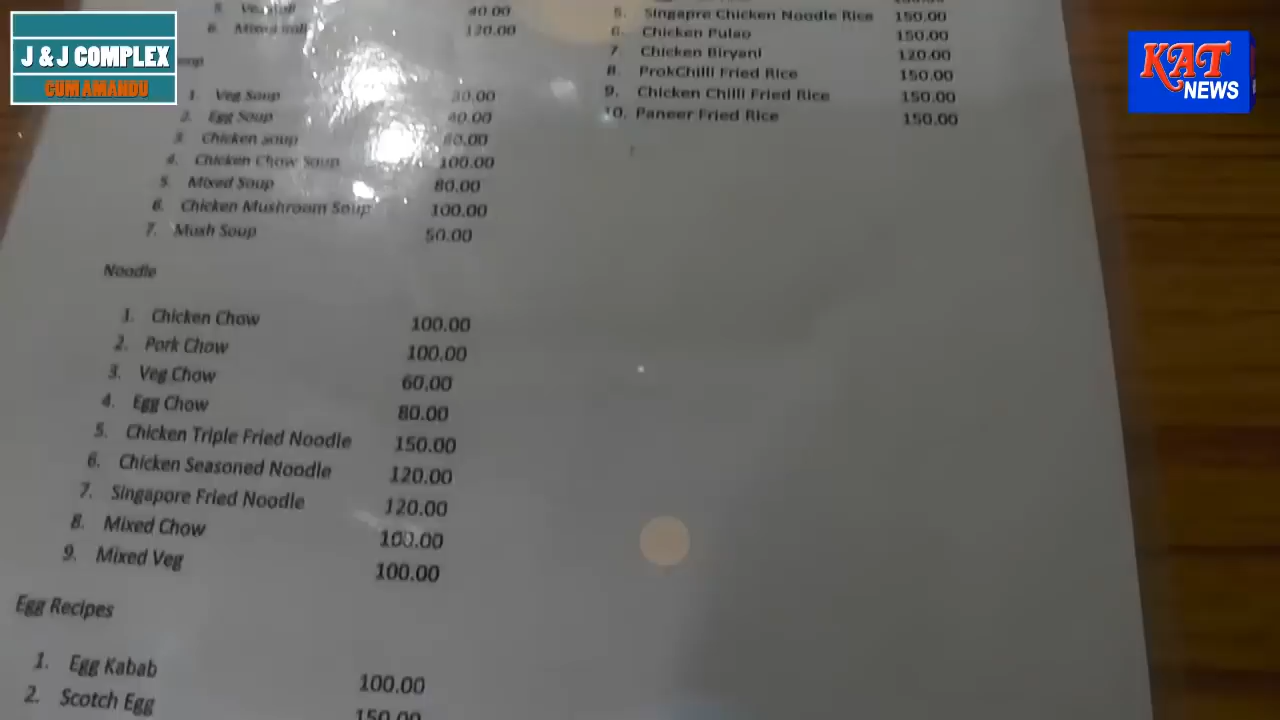 J & J COMPLEX
CUMAMANDU
KAT
NEWS
40.00
6. Mixed 120.00
1. Veg Soup 30.00
2. Egg Soup 40.00
3. Chicken soup 60.00
4. Chicken Chow Soup 100.00
5. Mixed Soup 80.00
6. Chicken Mushroom Soup 100.00
7. Mush Soup 50.00
Noodle
1. Chicken Chow 100.00
2. Pork Chow 100.00
3. Veg Chow 60.00
4. Egg Chow 80.00
5. Chicken Triple Fried Noodle 150.00
6. Chicken Seasoned Noodle 120.00
7. Singapore Fried Noodle 120.00
8. Mixed Chow 100.00
9. Mixed Veg 100.00
Egg Recipes
1. Egg Kabab 100.00
2. Scotch Egg 150.00
5. Singapre Chicken Noodle Rice 150.00
6. Chicken Pulao 150.00
7. Chicken Biryani 120.00
8. ProkChilli Fried Rice 150.00
9. Chicken Chilli Fried Rice 150.00
10. Paneer Fried Rice 150.00